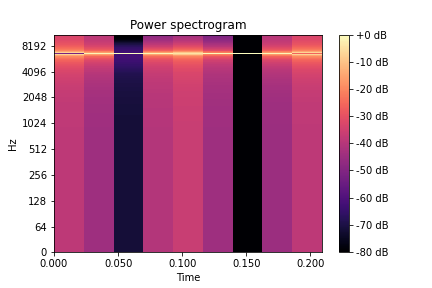 Power spectrogram
Hz
8192
4096
2048
1024
512
256
128
64
0
0.000
0.050
0.100
0.150
0.200
Time
+0 dB
-10 dB
-20 dB
-30 dB
-40 dB
-50 dB
-60 dB
-70 dB
-80 dB